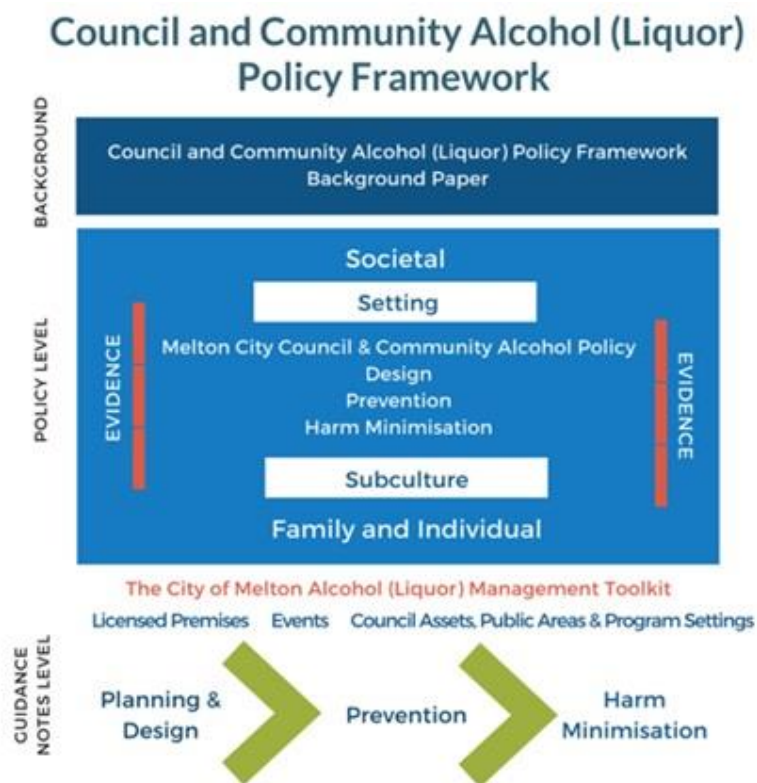 Council and Community Alcohol (Liquor)
Policy Framework
BACKGROUND
Council and Community Alcohol (Liquor) Policy Framework
Background Paper
POLICY LEVEL
Societal
Setting
EVIDENCE
Melton City Council & Community Alcohol Policy
Design
Prevention
Harm Minimisation
EVIDENCE
Subculture
Family and Individual
The City of Melton Alcohol (Liquor) Management Toolkit
Licensed Premises Events Council Assets, Public Areas & Program Settings
GUIDANCE
NOTES LEVEL
Planning &
Design
Prevention
Harm
Minimisation